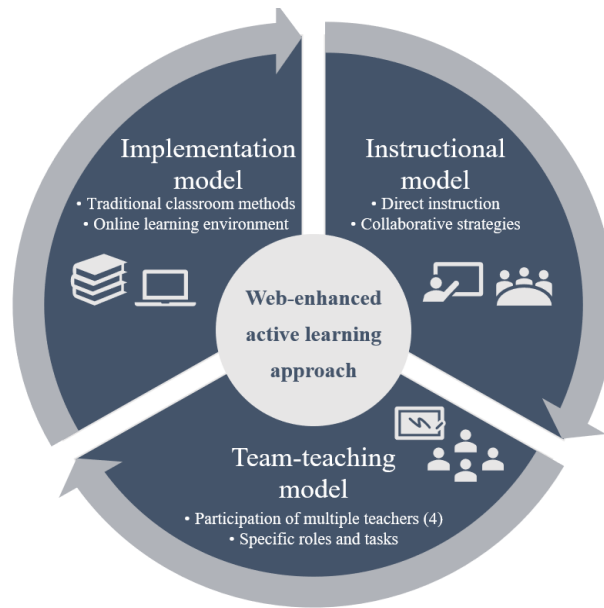 Implementation
model
• Traditional classroom methods
• Online learning environment
Instructional
model
• Direct instruction
• Collaborative strategies
Web-enhanced
active learning
approach
Team-teaching
model
• Participation of multiple teachers (4)
• Specific roles and tasks